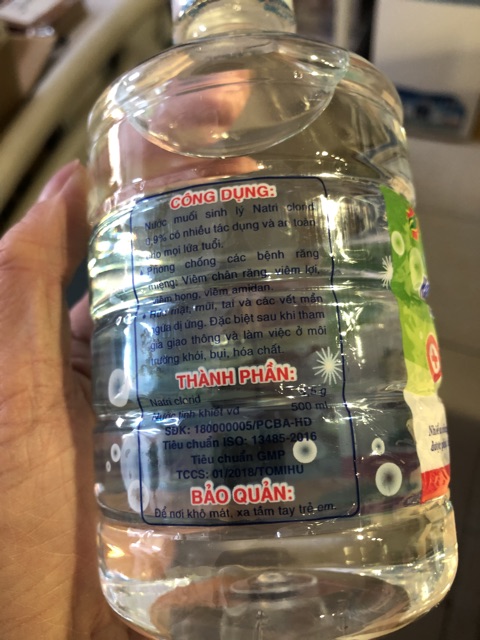 CÔNG DỤNG:
Nước muối sinh lý Natri clorid
0,9% có nhiều tác dụng và an toàn
cho mọi lứa tuổi.
* Phòng chống các bệnh răng
miệng: Viêm chân răng, viêm lợi,
viêm họng, viêm amidan.
* Rửa mặt, mũi, tai và các vết mẩn
ngứa dị ứng. Đặc biệt sau khi tham
gia giao thông và làm việc ở môi
trường khói, bụi, hóa chất.
THÀNH PHẦN:
Natri clorid 4,5 g
Nước tinh khiết vđ 500 ml
SĐK: 180000005/PCBA-HD
Tiêu chuẩn ISO: 13485-2016
Tiêu chuẩn GMP
TCCS: 01/2018/TOMIHU
BẢO QUẢN:
Để nơi khô mát, xa tầm tay trẻ em.